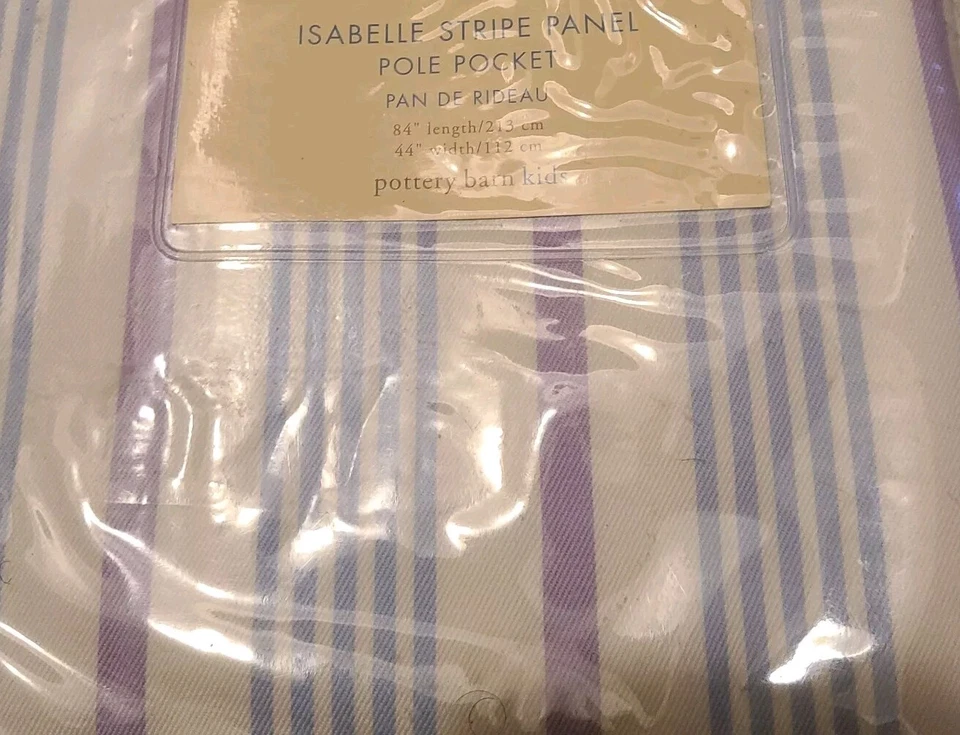 ISABELLE STRIPE PANEL
POLE POCKET
PAN DE RIDEAU
84" length/213 cm
44" width/112 cm
pottery barn kids